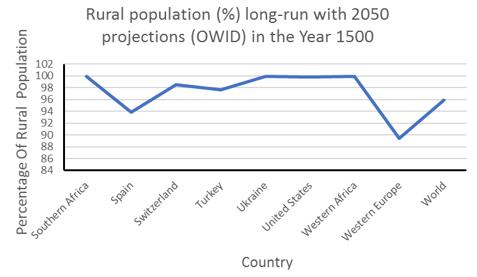 Rural population (%) long-run with 2050
projections (OWID) in the Year 1500
Percentage Of Rural Population
102
100
98
96
94
92
90
88
86
84
Southern Africa
Spain
Switzerland
Turkey
Ukraine
United States
Western Africa
Western Europe
World
Country